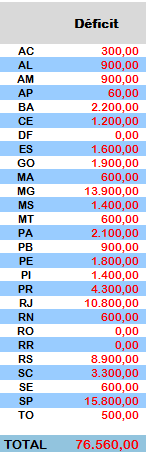 Déficit
AC 300,00
AL 900,00
AM 900,00
AP 60,00
BA 2.200,00
CE 1.200,00
DF 0,00
ES 1.600,00
GO 1.900,00
MA 600,00
MG 13.900,00
MS 1.400,00
MT 600,00
PA 2.100,00
PB 900,00
PE 1.800,00
PI 1.400,00
PR 4.300,00
RJ 10.800,00
RN 600,00
RO 0,00
RR 0,00
RS 8.900,00
SC 3.300,00
SE 600,00
SP 15.800,00
TO 500,00
TOTAL 76.560,00